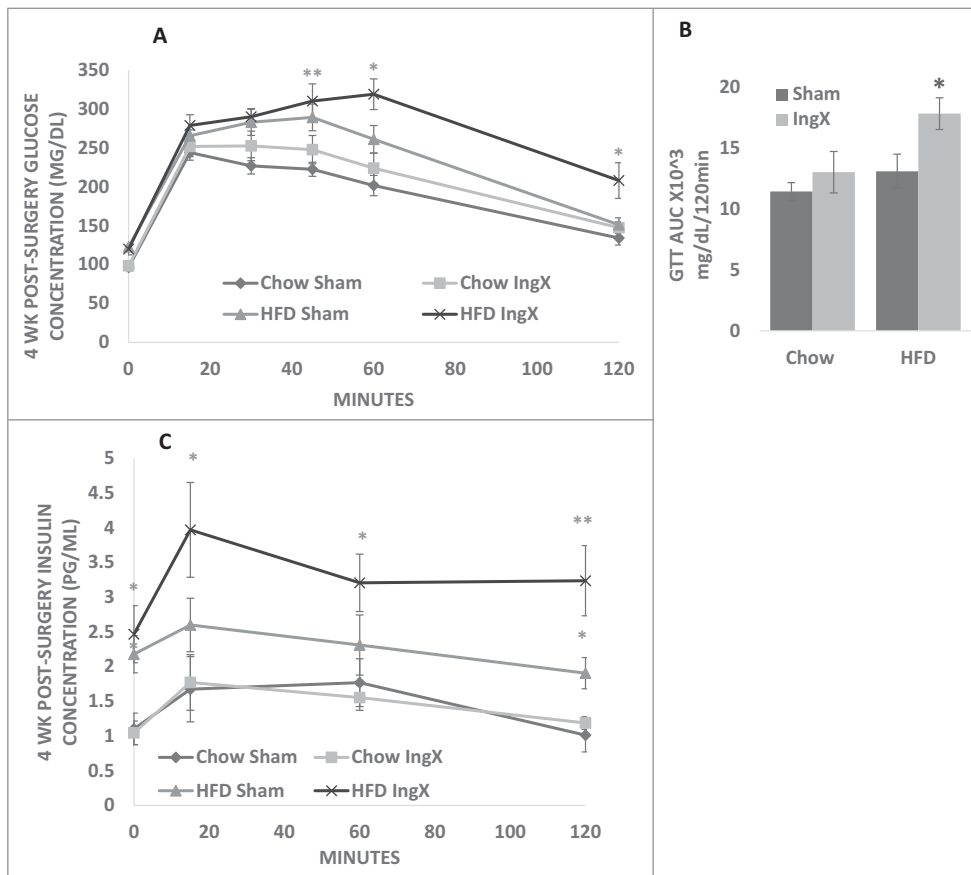 A
4 WK POST-SURGERY GLUCOSE
CONCENTRATION (MG/DL)
350
300
250
200
150
100
50
0
** * *
Chow Sham Chow IngX
HFD Sham HFD IngX
0 20 40 60 80 100 120
MINUTES
B
GTT AUC X10^3
mg/dL/120min
20
15
10
5
0
Sham
IngX
*
Chow HFD
C
4 WK POST-SURGERY INSULIN
CONCENTRATION (PG/ML)
5
4.5
4
3.5
3
2.5
2
1.5
1
0.5
0
*
**
*
*
*
*
Chow Sham Chow IngX
HFD Sham HFD IngX
0 20 40 60 80 100 120
MINUTES